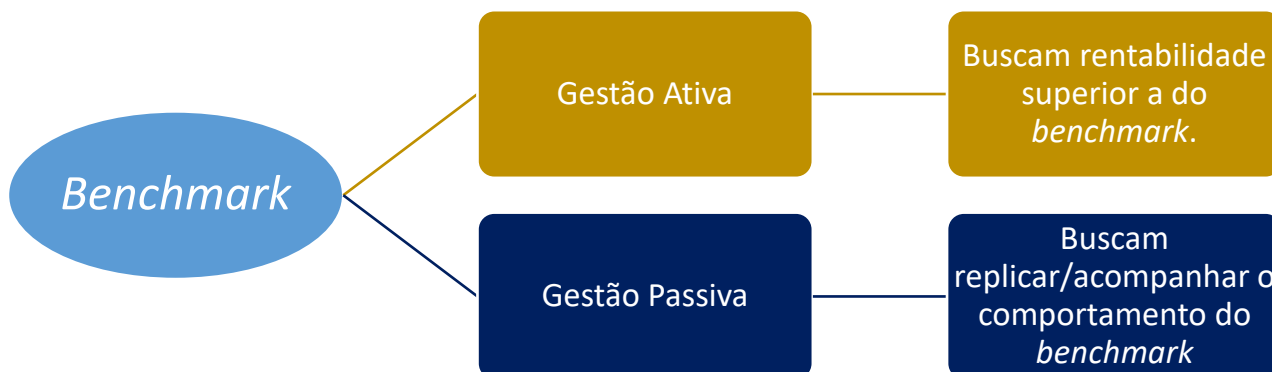 Benchmark
Gestão Ativa
Buscam rentabilidade
superior a do
benchmark.
Gestão Passiva
Buscam
replicar/acompanhar o
comportamento do
benchmark